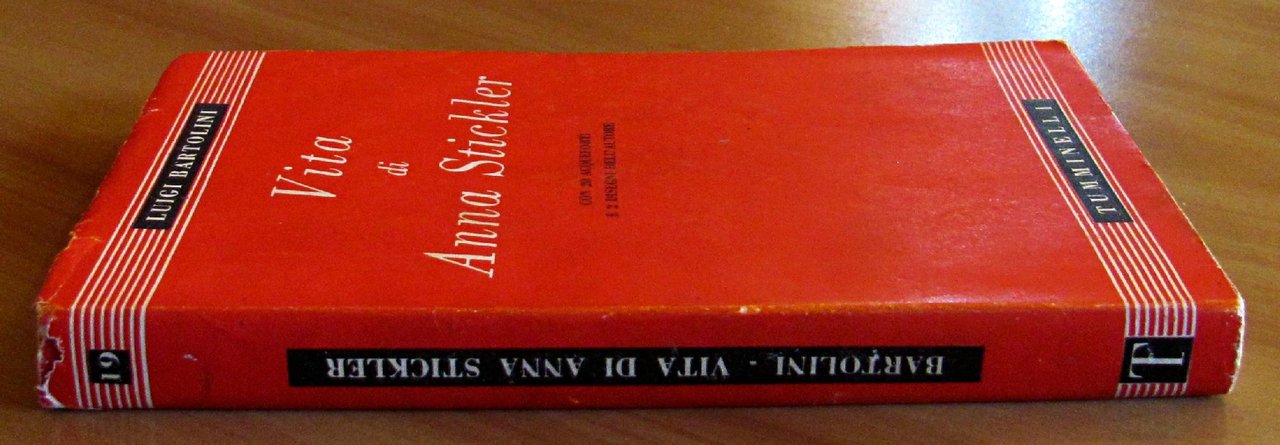 LUIGI BARTOLINI
Vita
di
Anna Stickler
CON 20 ACQUEFORTI
E 2 DISEGNI DELL'AUTORE
TUMMINELLI
19
BARTOLINI - VITA DI ANNA STICKLER
T